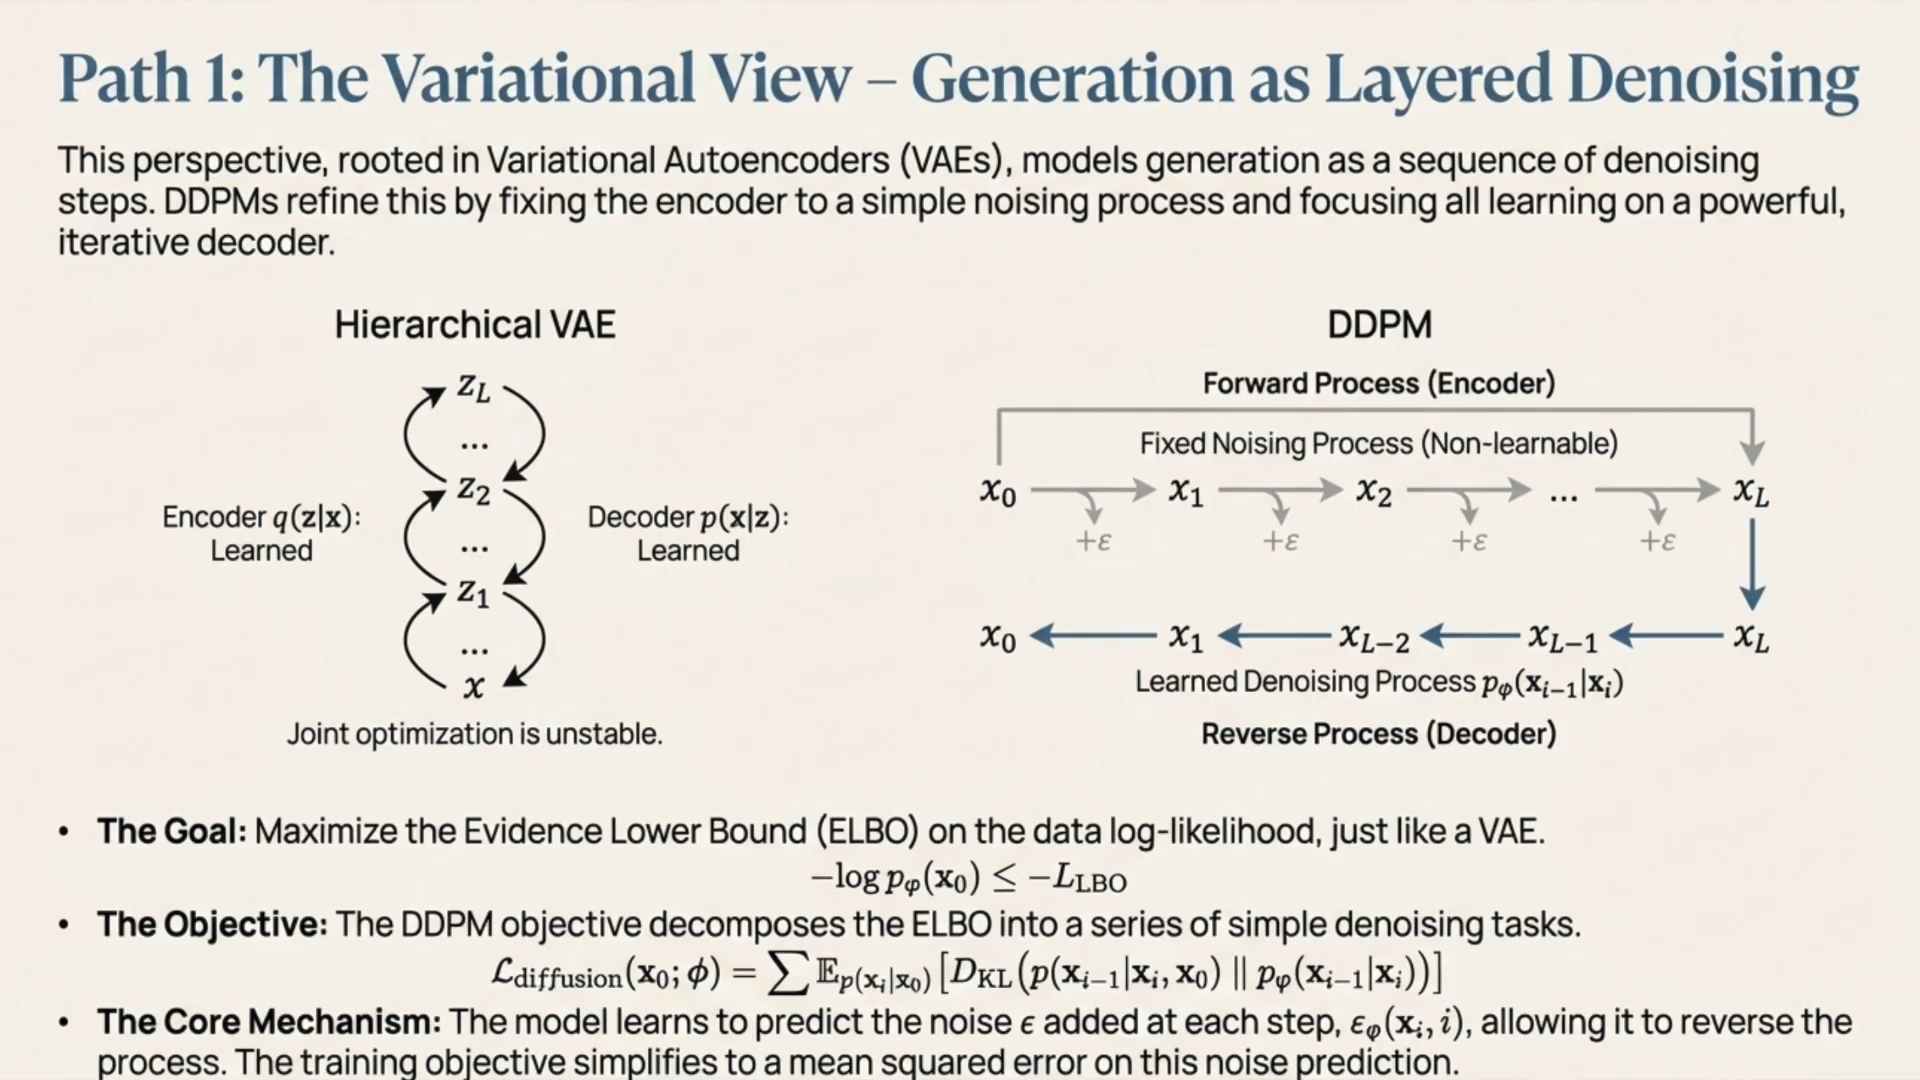 Path 1: The Variational View – Generation as Layered Denoising
This perspective, rooted in Variational Autoencoders (VAEs), models generation as a sequence of denoising
steps. DDPMs refine this by fixing the encoder to a simple noising process and focusing all learning on a powerful,
iterative decoder.
Hierarchical VAE
z_L
...
z_2
Encoder q(z|x):
Learned
Decoder p(x|z):
Learned
...
z_1
...
x
Joint optimization is unstable.
DDPM
Forward Process (Encoder)
Fixed Noising Process (Non-learnable)
x_0 x_1 x_2 ... x_L
+ε +ε +ε +ε
x_0 x_1 x_{L−2} x_{L−1} x_L
Learned Denoising Process p_φ(x_{i−1}|x_i)
Reverse Process (Decoder)
• The Goal: Maximize the Evidence Lower Bound (ELBO) on the data log-likelihood, just like a VAE.
−log p_φ(x_0) ≤ −L_LBO
• The Objective: The DDPM objective decomposes the ELBO into a series of simple denoising tasks.
ℒ_diffusion(x_0; ϕ) = ∑ 𝔼_{p(x_i|x_0)} [D_KL(p(x_{i−1}|x_i, x_0) || p_φ(x_{i−1}|x_i))]
• The Core Mechanism: The model learns to predict the noise ϵ added at each step, ε_φ(x_i, i), allowing it to reverse the
process. The training objective simplifies to a mean squared error on this noise prediction.